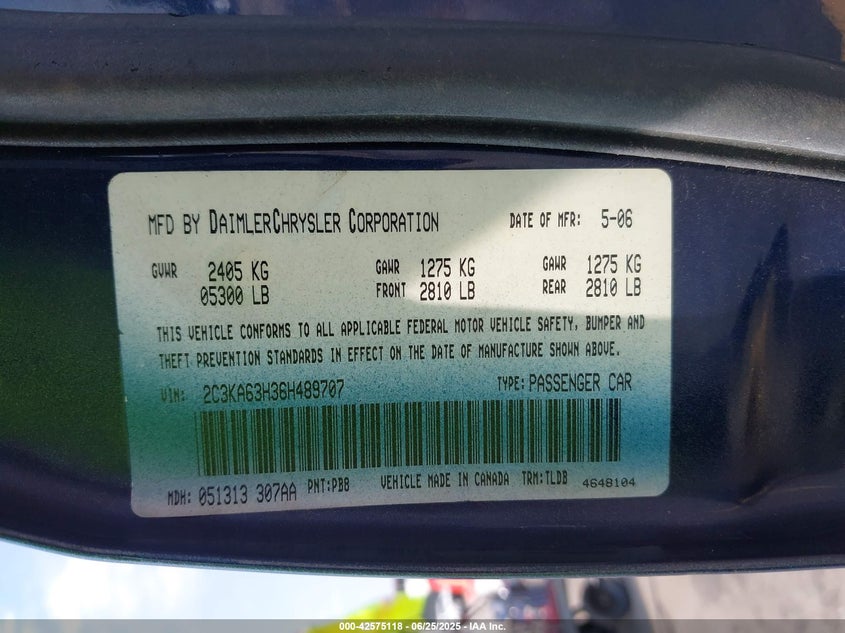 MFD BY DAIMLERCHRYSLER CORPORATION DATE OF MFR: 5-06
GVWR 2405 KG GAWR 1275 KG GAWR 1275 KG
05300 LB FRONT 2810 LB REAR 2810 LB
THIS VEHICLE CONFORMS TO ALL APPLICABLE FEDERAL MOTOR VEHICLE SAFETY, BUMPER AND
THEFT PREVENTION STANDARDS IN EFFECT ON THE DATE OF MANUFACTURE SHOWN ABOVE.
VIN: 2C3KA63H36H489707 TYPE: PASSENGER CAR
MDH: 051313 307AA PNT:PBB VEHICLE MADE IN CANADA TRM:TLDB 4648104
000-42575118 - 06/25/2025 - IAA Inc.